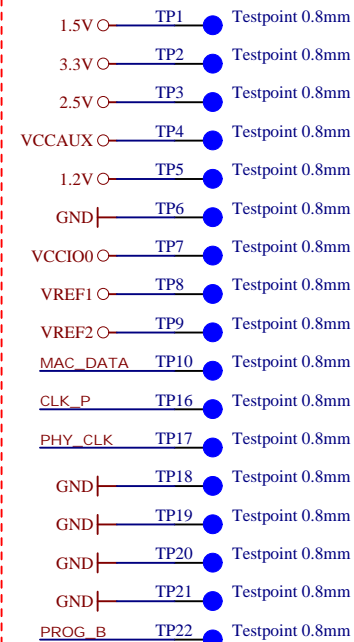 1.5V TP1 Testpoint 0.8mm
3.3V TP2 Testpoint 0.8mm
2.5V TP3 Testpoint 0.8mm
VCCAUX TP4 Testpoint 0.8mm
1.2V TP5 Testpoint 0.8mm
GND TP6 Testpoint 0.8mm
VCCIO0 TP7 Testpoint 0.8mm
VREF1 TP8 Testpoint 0.8mm
VREF2 TP9 Testpoint 0.8mm
MAC_DATA TP10 Testpoint 0.8mm
CLK_P TP16 Testpoint 0.8mm
PHY_CLK TP17 Testpoint 0.8mm
GND TP18 Testpoint 0.8mm
GND TP19 Testpoint 0.8mm
GND TP20 Testpoint 0.8mm
GND TP21 Testpoint 0.8mm
PROG_B TP22 Testpoint 0.8mm